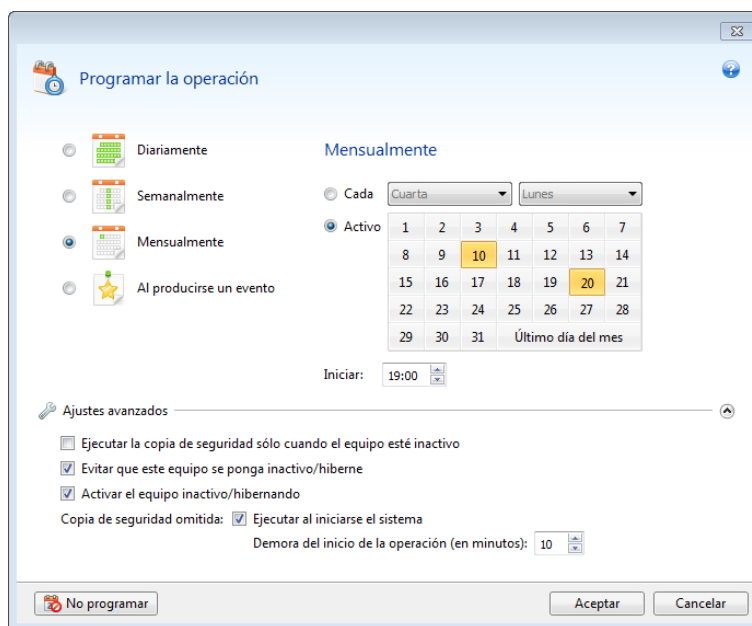 Programar la operación
Diariamente
Semanalmente
Mensualmente
Al producirse un evento
Mensualmente
Cada Cuarta Lunes
Activo
1 2 3 4 5 6 7
8 9 10 11 12 13 14
15 16 17 18 19 20 21
22 23 24 25 26 27 28
29 30 31 Último día del mes
Iniciar: 19:00
Ajustes avanzados
Ejecutar la copia de seguridad sólo cuando el equipo esté inactivo
Evitar que este equipo se ponga inactivo/hiberne
Activar el equipo inactivo/hibernando
Copia de seguridad omitida: Ejecutar al iniciarse el sistema
Demora del inicio de la operación (en minutos): 10
No programar Aceptar Cancelar